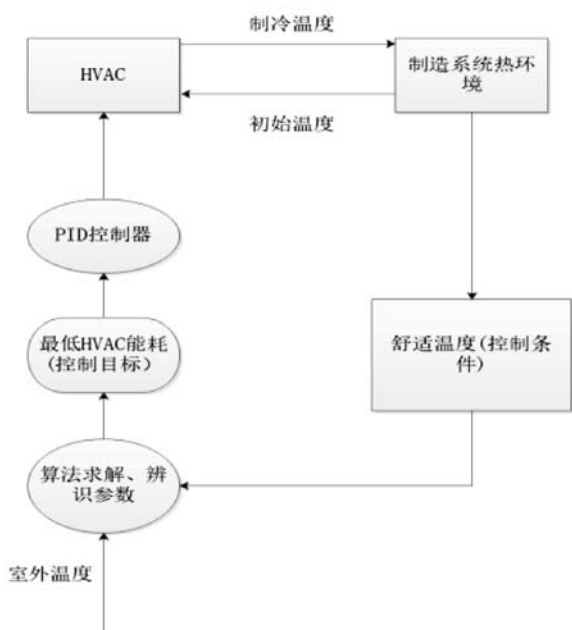 制冷温度
HVAC
制造系统热环
境
初始温度
PID控制器
最低HVAC能耗
(控制目标)
舒适温度(控制条
件)
算法求解、辨
识参数
室外温度